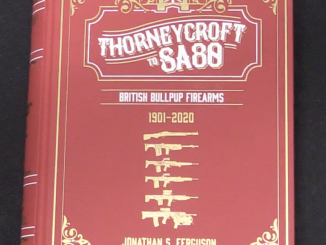 THORNEYCROFT
TO SA80
BRITISH BULLPUP FIREARMS
1901-2020
JONATHAN S. FERGUSON